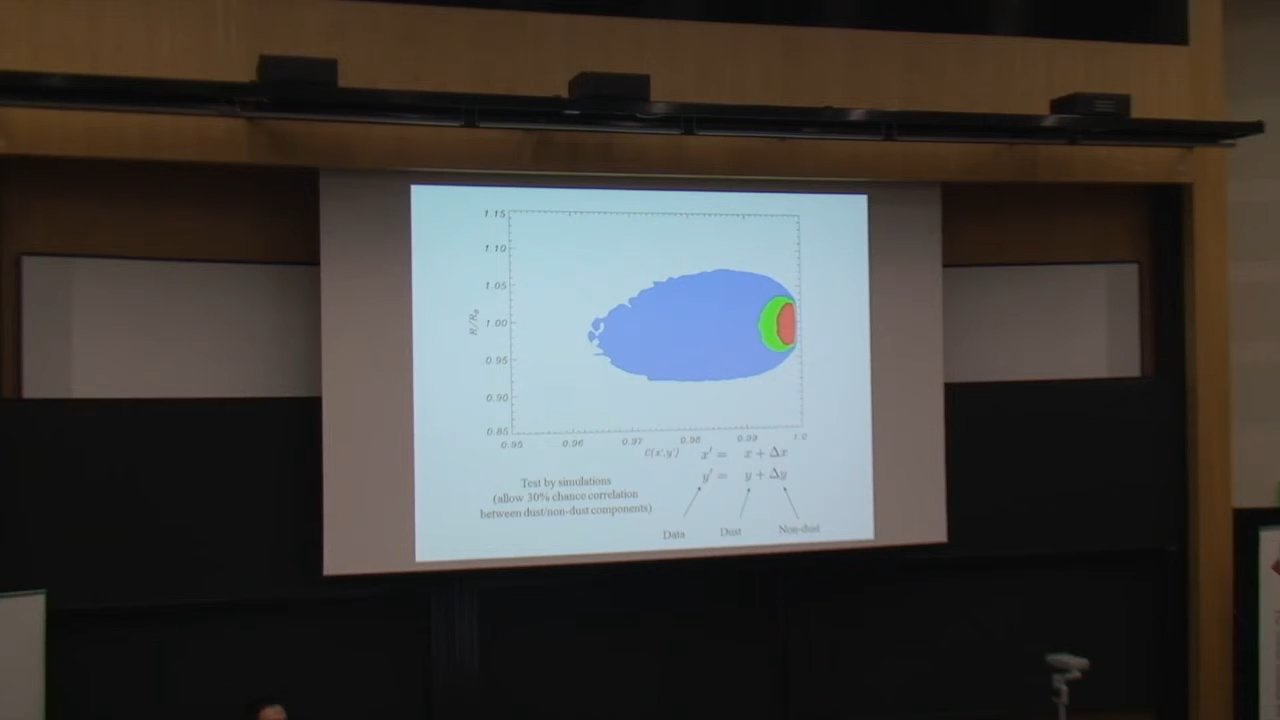 1.15
1.10
1.05
1.00
0.95
0.90
0.85
R/R₀
0.95 0.96 0.97 0.98 0.99 1.0
C(x',y')
x' = x + Δx
y' = y + Δy
Test by simulations
(allow 30% chance correlation
between dust/non-dust components)
Data Dust Non-dust